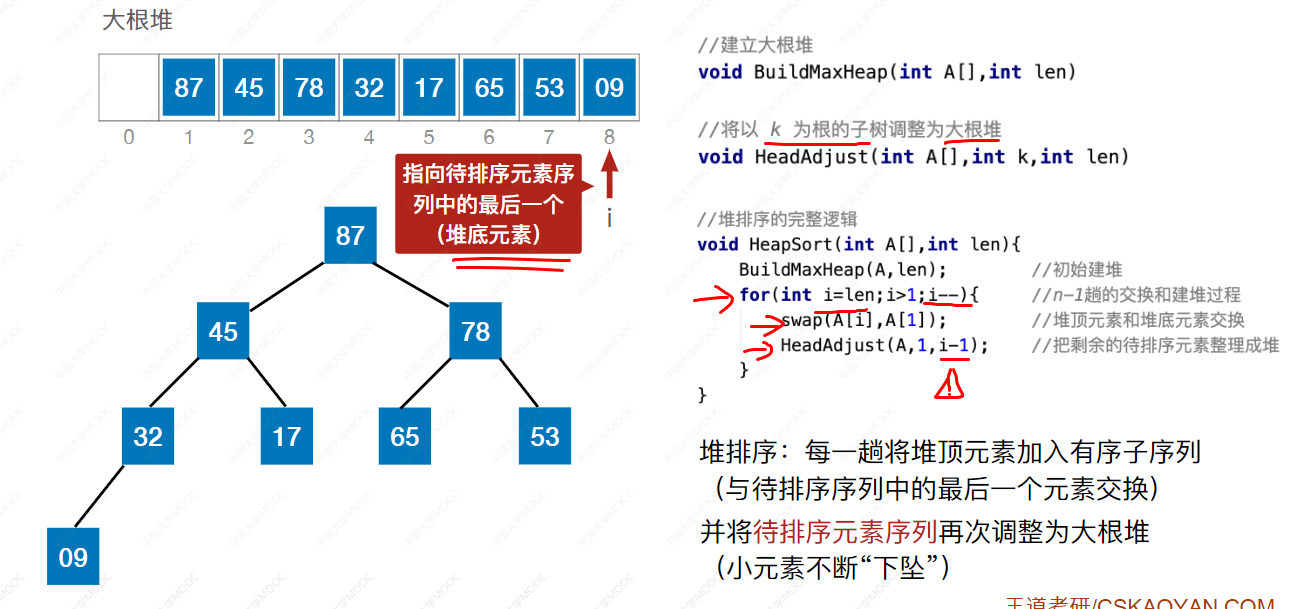 大根堆
87 45 78 32 17 65 53 09
0 1 2 3 4 5 6 7 8
指向待排序元素序
列中的最后一个
（堆底元素）
i
87
45 78
32 17 65 53
09
//建立大根堆
void BuildMaxHeap(int A[],int len)
//将以 k 为根的子树调整为大根堆
void HeadAdjust(int A[],int k,int len)
//堆排序的完整逻辑
void HeapSort(int A[],int len){
BuildMaxHeap(A,len); //初始建堆
for(int i=len;i>1;i--){ //n-1趟的交换和建堆过程
swap(A[i],A[1]); //堆顶元素和堆底元素交换
HeadAdjust(A,1,i-1); //把剩余的待排序元素整理成堆
}
}
!
堆排序：每一趟将堆顶元素加入有序子序列
（与待排序序列中的最后一个元素交换）
并将待排序元素序列再次调整为大根堆
（小元素不断“下坠”）
王道考研/CSKAOYAN.COM